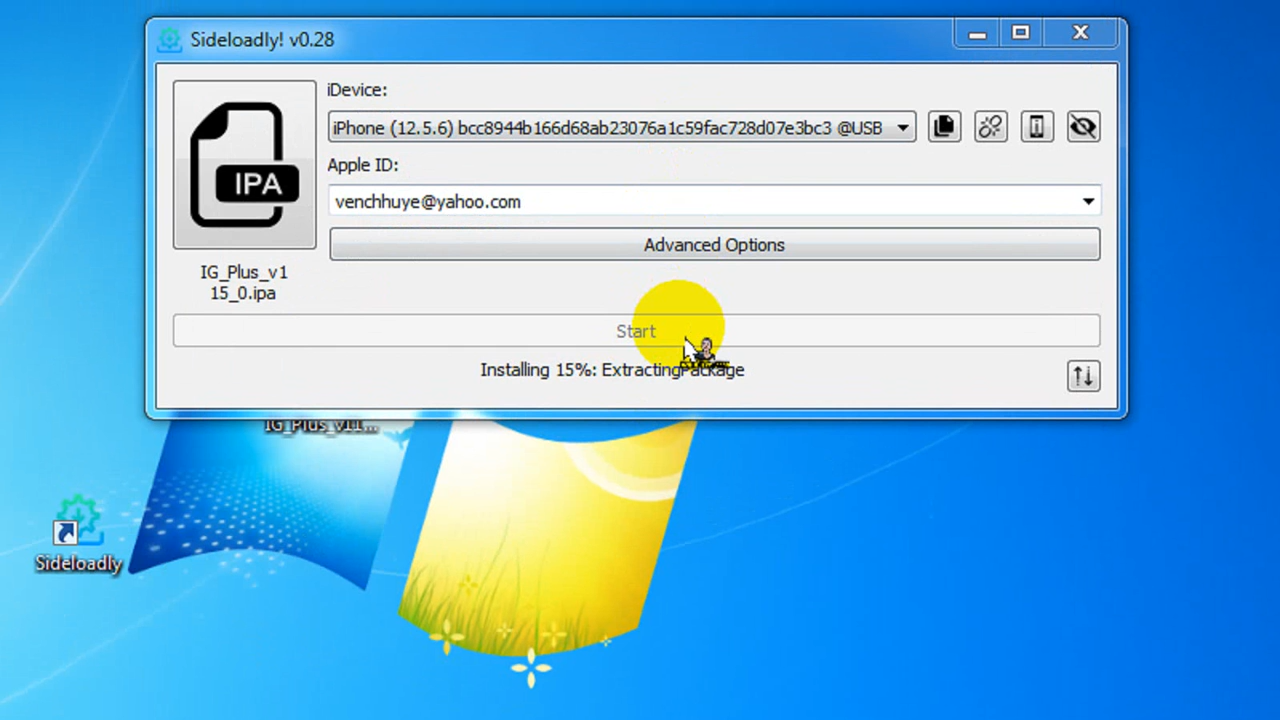 Sideloadly! v0.28
iDevice:
iPhone (12.5.6) bcc8944b166d68ab23076a1c59fac728d07e3bc3 @USB
Apple ID:
venchhuye@yahoo.com
Advanced Options
IPA
IG_Plus_v1
15_0.ipa
Start
Installing 15%: ExtractingPackage
IG_Plus_v11...
Sideloadly